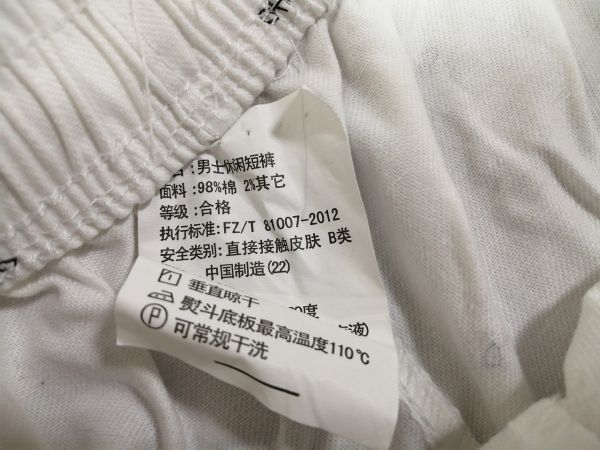 :男士休闲短裤
面料:98%棉 2%其它
等级:合格
执行标准:FZ/T 81007-2012
安全类别:直接接触皮肤 B类
中国制造(22)
垂直晾干
熨斗底板最高温度110℃
P 可常规干洗